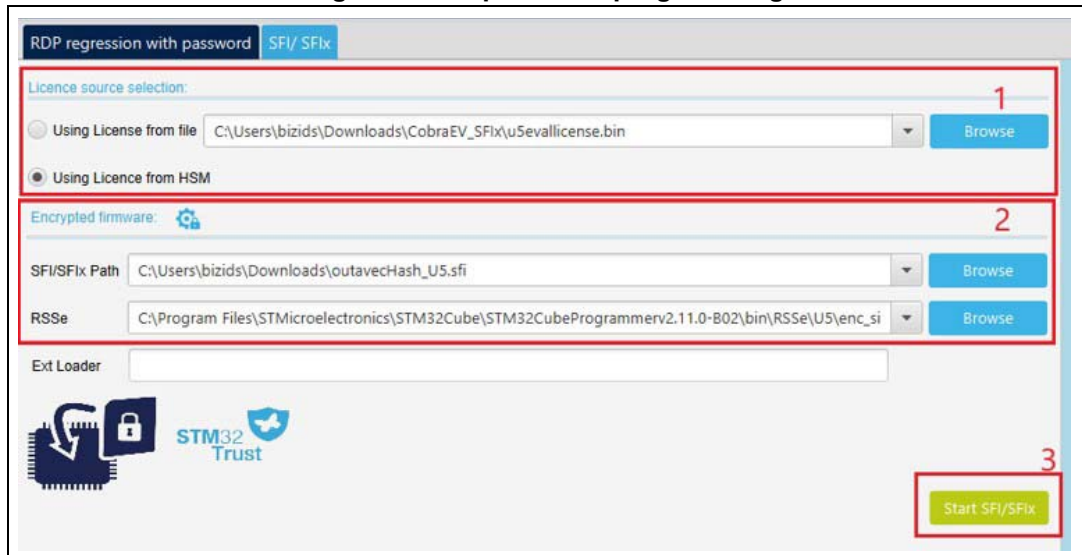 RDP regression with password SFI/ SFIx
Licence source selection:
1
Using License from file C:\Users\bizids\Downloads\CobraEV_SFIx\u5evallicense.bin Browse
Using Licence from HSM
Encrypted firmware:
2
SFI/SFIx Path C:\Users\bizids\Downloads\outavecHash_U5.sfi Browse
RSSe C:\Program Files\STMicroelectronics\STM32Cube\STM32CubeProgrammerv2.11.0-B02\bin\RSSe\U5\enc_si Browse
Ext Loader
STM32
Trust
3
Start SFI/SFIx